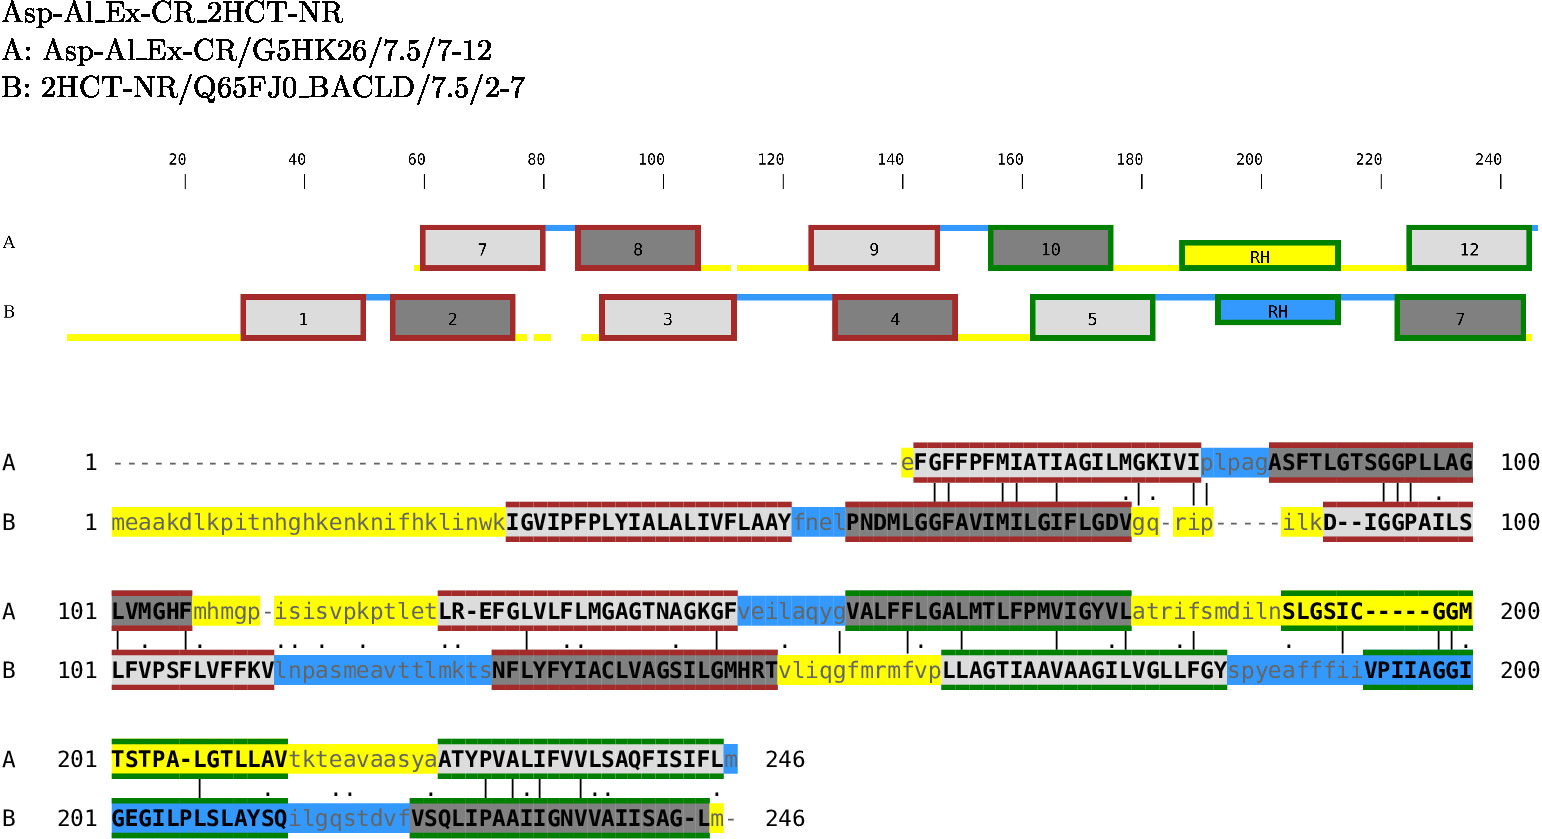 Asp-Al_Ex-CR_2HCT-NR
A: Asp-Al_Ex-CR/G5HK26/7.5/7-12
B: 2HCT-NR/Q65FJ0_BACLD/7.5/2-7
20 40 60 80 100 120 140 160 180 200 220 240
A 7 8 9 10 RH 12
B 1 2 3 4 5 RH 7
A 1 ----------------------------------------------------------eFGFFPFMIATIAGILMGKIVIplpagASFTLGTSGGPLLAG 100
B 1 meaakdlkpitnhghkenknifhklinwkIGVIPFPLYIALALIVFLAAYfnelPNDMLGGFAVIMILGIFLGDVgq-rip-----ilkD--IGGPAILS 100
A 101 LVMGHFmhmgp-isisvpkptletLR-EFGLVLFLMGAGTNAGKGFveilaqygVALFFLGALMTLFPMVIGYVLatrifsmdilnSLGSIC-----GGM 200
B 101 LFVPSFLVFFKVlnpasmeavttlmktsNFLYFYIACLVAGSILGMHRTvliqgfmrmfvpLLAGTIAAVAAGILVGLLFGYspyeafffiiVPIIAGGI 200
A 201 TSTPA-LGTLLAVtkteavaasyaATYPVALIFVVLSAQFISIFLm 246
B 201 GEGILPLSLAYSQilgqstdvfVSQLIPAAIIGNVVAIISAG-Lm- 246